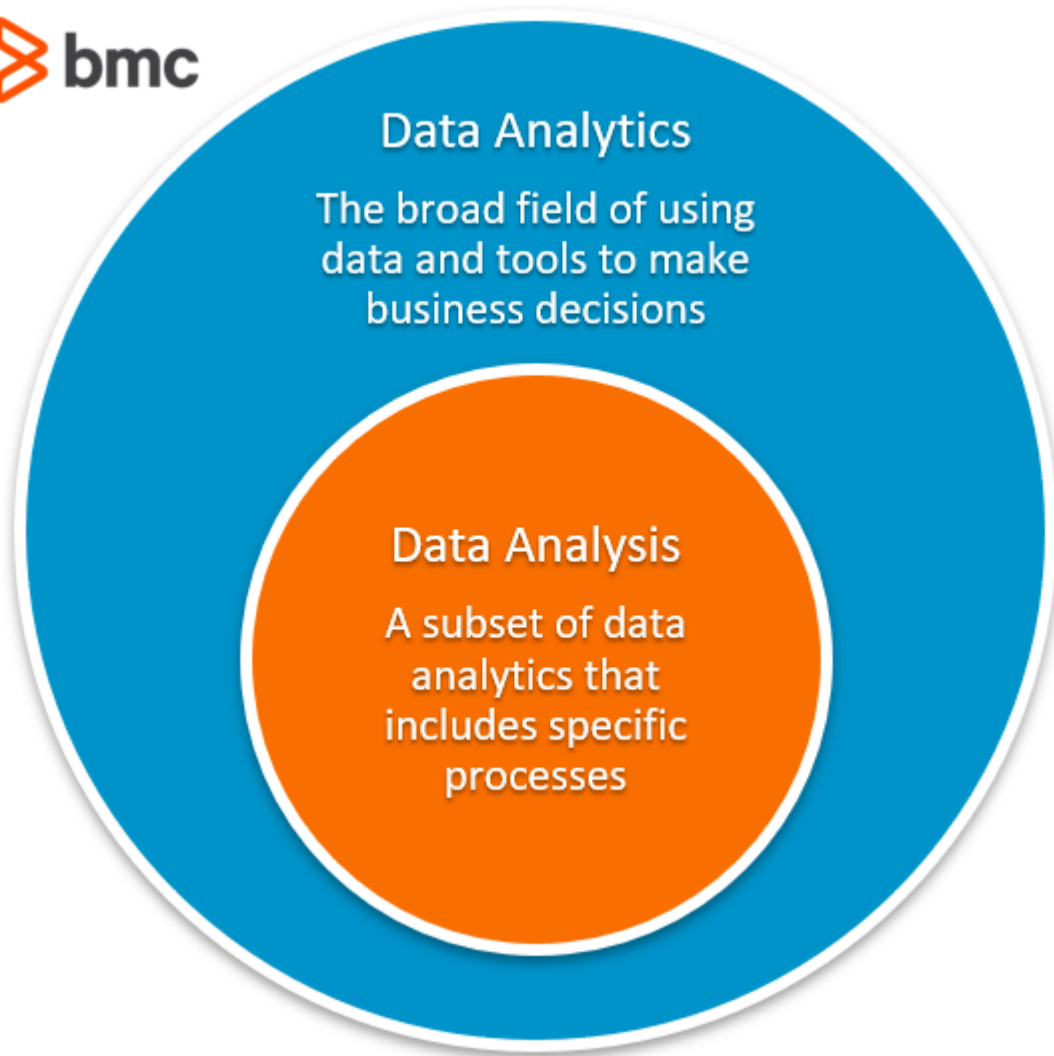 bmc
Data Analytics
The broad field of using
data and tools to make
business decisions
Data Analysis
A subset of data
analytics that
includes specific
processes